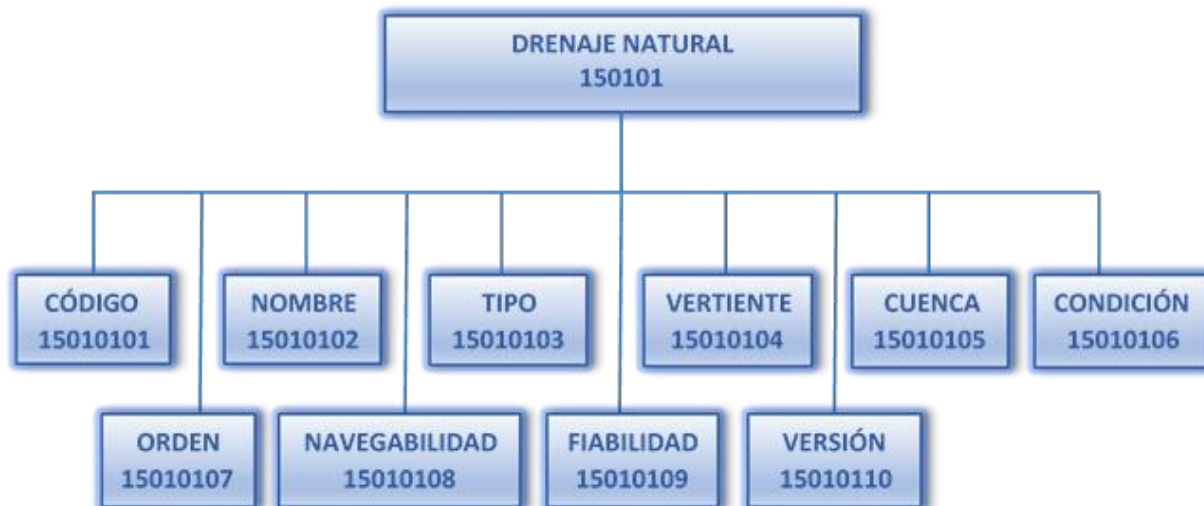 DRENAJE NATURAL
150101
CÓDIGO
15010101
NOMBRE
15010102
TIPO
15010103
VERTIENTE
15010104
CUENCA
15010105
CONDICIÓN
15010106
ORDEN
15010107
NAVEGABILIDAD
15010108
FIABILIDAD
15010109
VERSIÓN
15010110